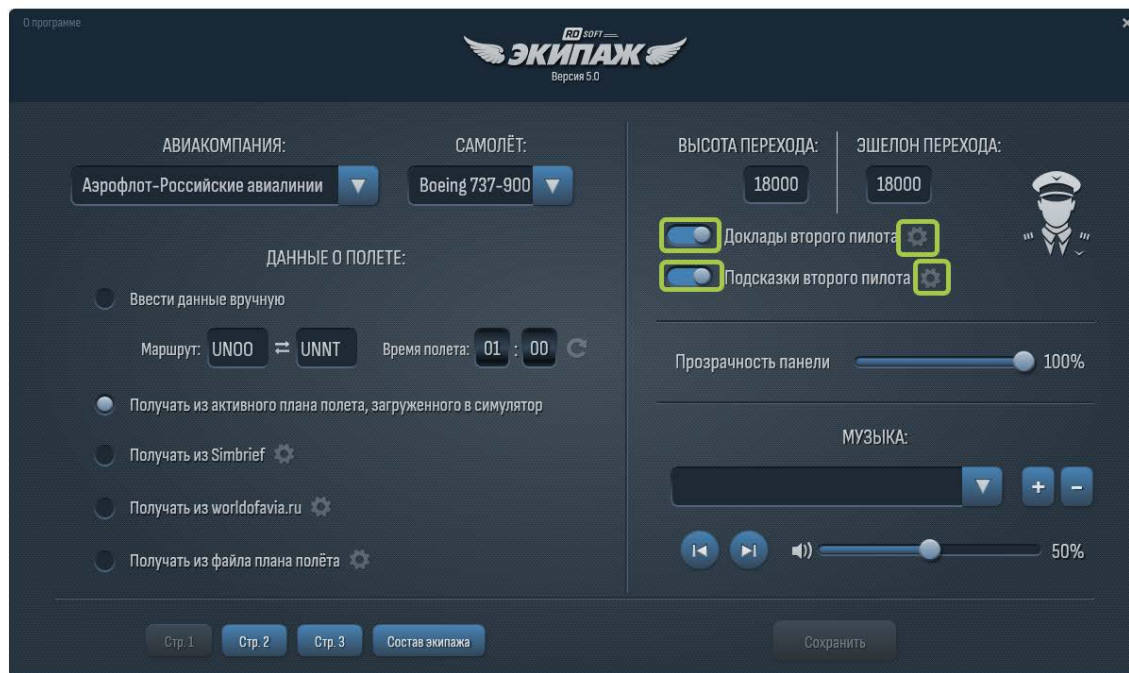 О программе
RD SOFT
ЭКИПАЖ
Версия 5.0
АВИАКОМПАНИЯ:
САМОЛЁТ:
Аэрофлот-Российские авиалинии
Boeing 737-900
ДАННЫЕ О ПОЛЕТЕ:
Ввести данные вручную
Маршрут: UNOO ⇄ UNNT Время полета: 01 : 00
Получать из активного плана полета, загруженного в симулятор
Получать из Simbrief
Получать из worldofavia.ru
Получать из файла плана полёта
ВЫСОТА ПЕРЕХОДА:
ЭШЕЛОН ПЕРЕХОДА:
18000
18000
Доклады второго пилота
Подсказки второго пилота
Прозрачность панели 100%
МУЗЫКА:
+ -
50%
Стр. 1 Стр. 2 Стр. 3 Состав экипажа
Сохранить